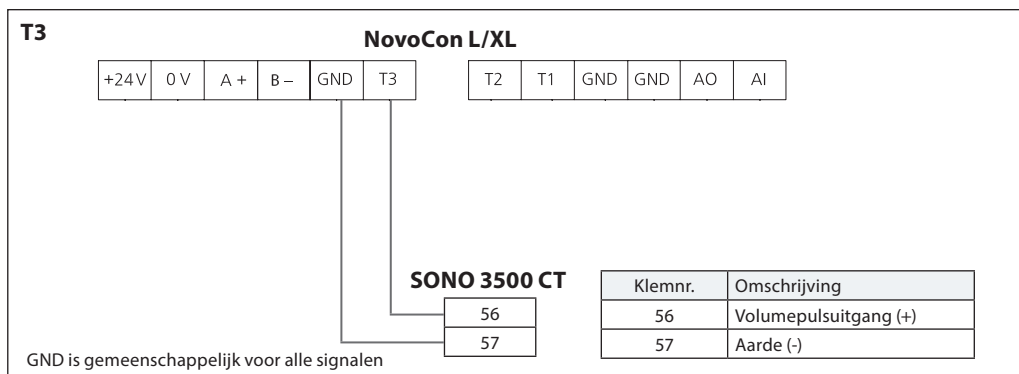 T3
NovoCon L/XL
+24 V 0 V A + B – GND T3 T2 T1 GND GND AO AI
SONO 3500 CT
56
57
Klemnr. Omschrijving
56 Volumepulsuitgang (+)
57 Aarde (-)
GND is gemeenschappelijk voor alle signalen